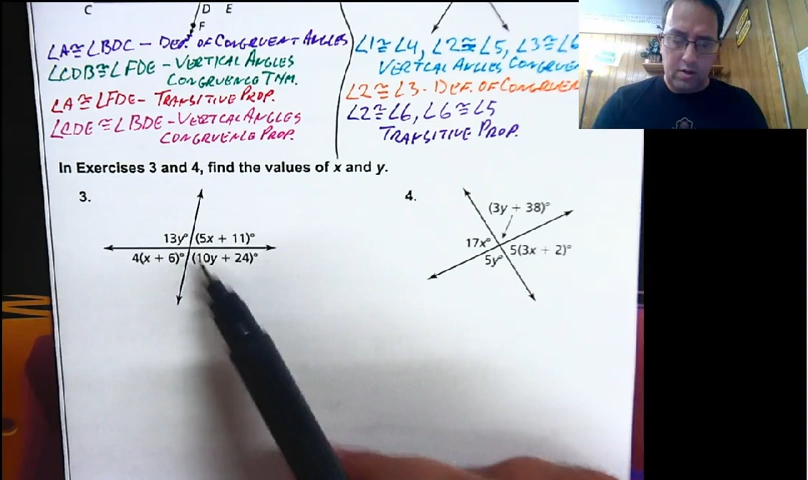 C
D E
F
∠A≅∠BDC - DEF. OF CONGRUENT ANGLES
∠CDB≅∠FDE - VERTICAL ANGLES
CONGRUENCE THM.
∠A≅∠FDE - TRANSITIVE PROP.
∠CDE≅∠BDE - VERTICAL ANGLES
CONGRUENCE PROP.
∠1≅∠4, ∠2≅∠5, ∠3≅∠6
VERTICAL ANGLES CONGRUE
∠2≅∠3 - DEF. OF CONGRUEN
∠2≅∠6, ∠6≅∠5
TRANSITIVE PROP.
In Exercises 3 and 4, find the values of x and y.
3.
13y° (5x + 11)°
4(x + 6)° (10y + 24)°
4.
(3y + 38)°
17x°
5(3x + 2)°
5y°